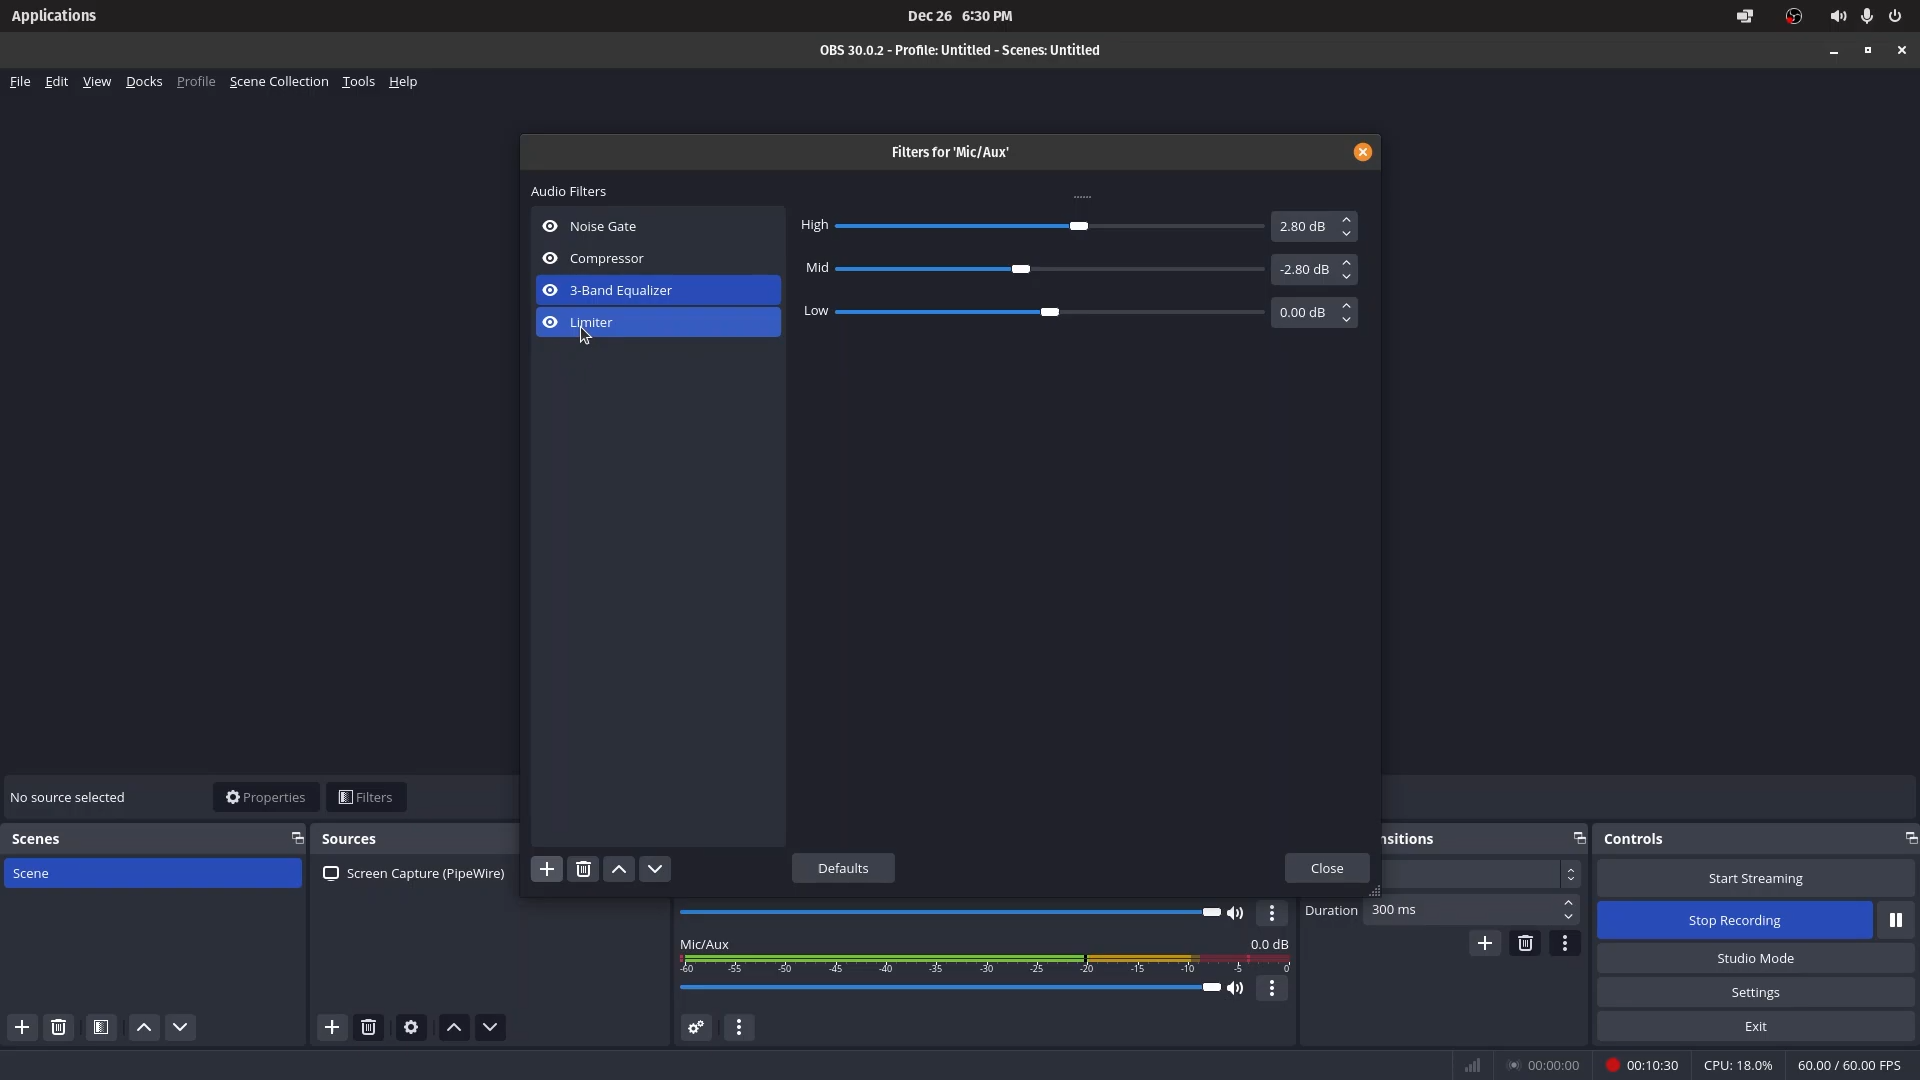 Applications
Dec 26 6:30 PM
OBS 30.0.2 - Profile: Untitled - Scenes: Untitled
File Edit View Docks Profile Scene Collection Tools Help
Filters for 'Mic/Aux'
Audio Filters
Noise Gate
Compressor
3-Band Equalizer
Limiter
High 2.80 dB
Mid -2.80 dB
Low 0.00 dB
Defaults
Close
No source selected
Properties
Filters
Scenes
Scene
Sources
Screen Capture (PipeWire)
Mic/Aux 0.0 dB
-60 -55 -50 -45 -40 -35 -30 -25 -20 -15 -10 -5 0
nsitions
Duration 300 ms
Controls
Start Streaming
Stop Recording
Studio Mode
Settings
Exit
00:00:00
00:10:30
CPU: 18.0%
60.00 / 60.00 FPS